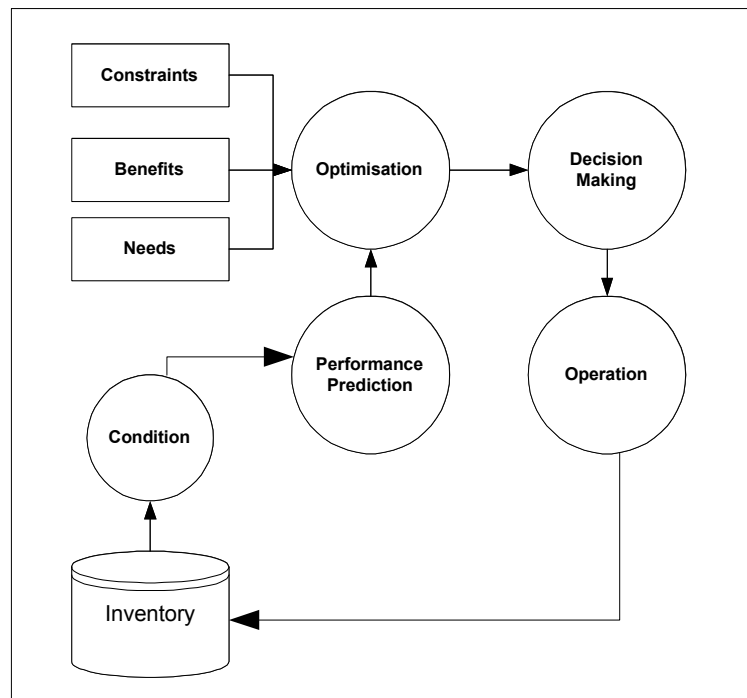 Constraints
Benefits
Needs
Optimisation
Decision
Making
Performance
Prediction
Operation
Condition
Inventory